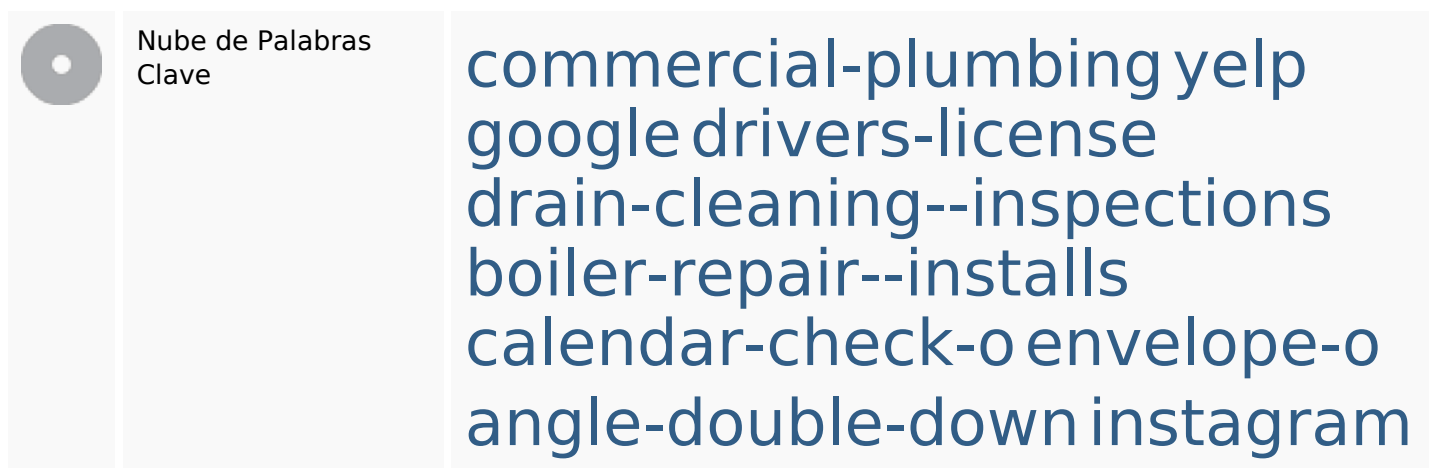 Nube de Palabras
Clave
commercial-plumbing yelp
google drivers-license
drain-cleaning--inspections
boiler-repair--installs
calendar-check-o envelope-o
angle-double-down instagram